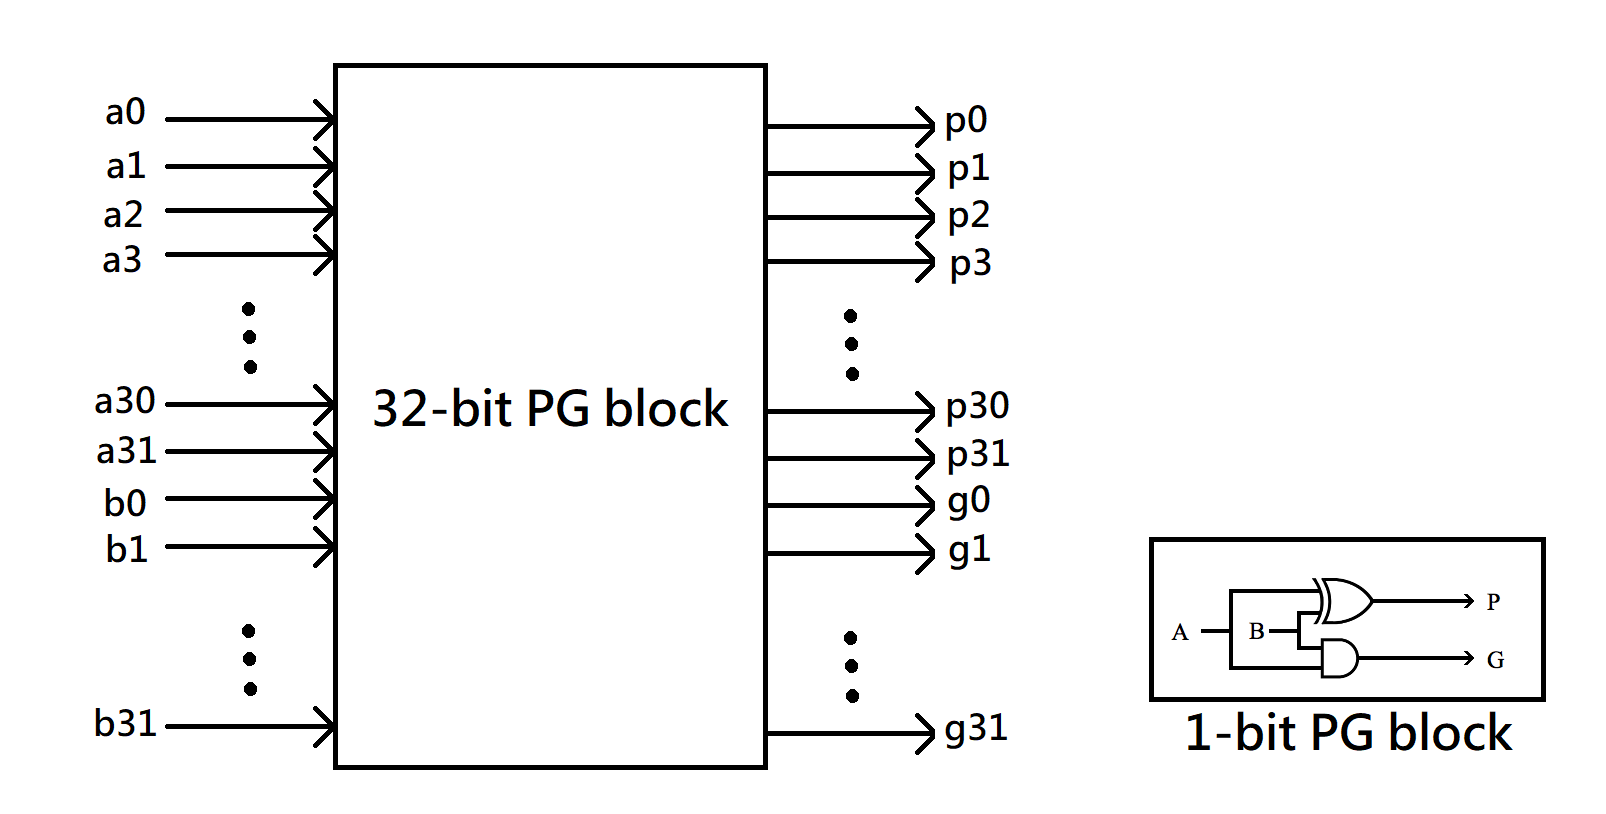 a0
a1
a2
a3
a30
a31
b0
b1
b31
32-bit PG block
p0
p1
p2
p3
p30
p31
g0
g1
g31
A
B
P
G
1-bit PG block